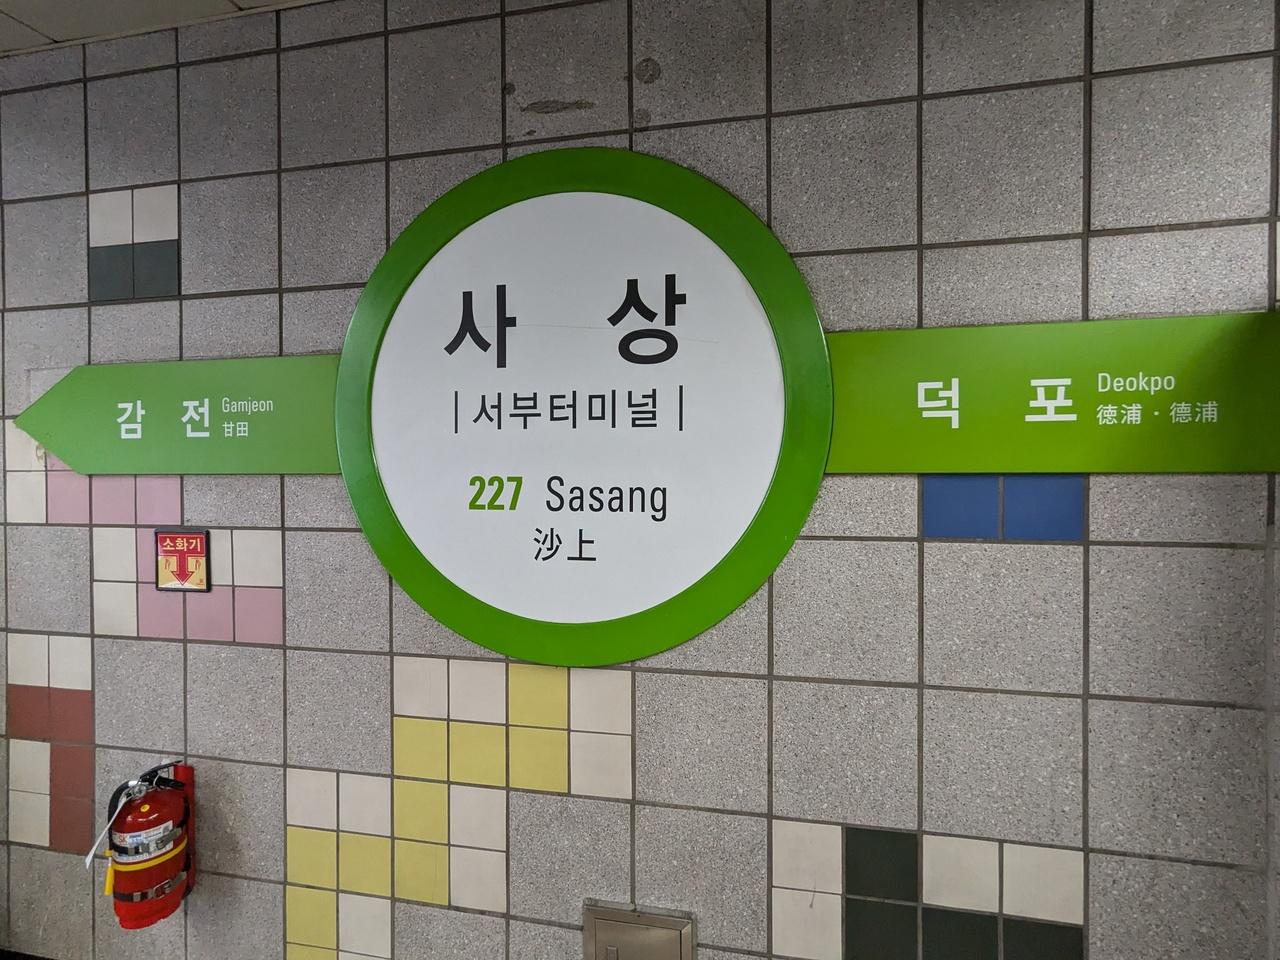 사 상
|서부터미널|
227 Sasang
沙上
감 전 Gamjeon
甘田
덕 포 Deokpo
徳浦 · 德浦
소화기